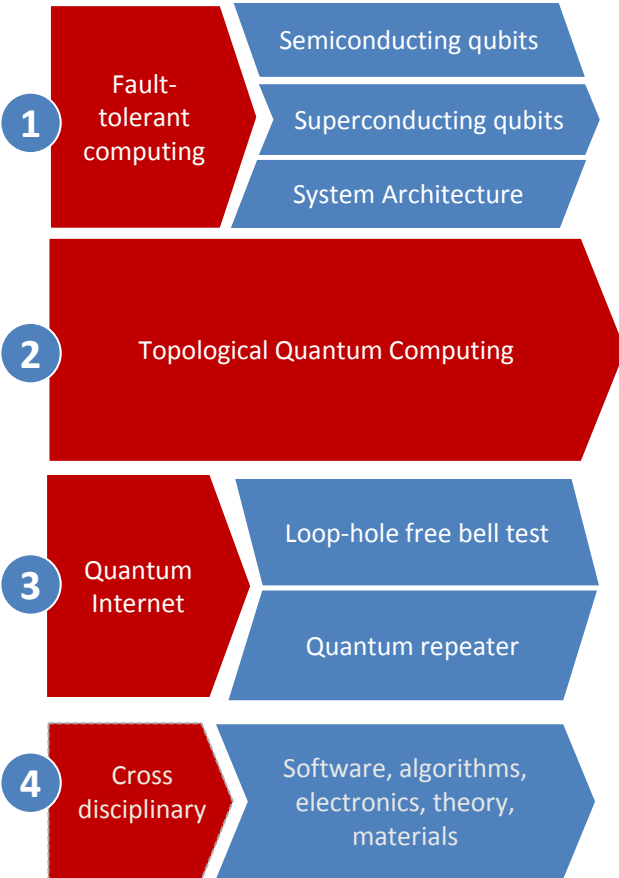 1
Fault-
tolerant
computing
Semiconducting qubits
Superconducting qubits
System Architecture
2
Topological Quantum Computing
3
Quantum
Internet
Loop-hole free bell test
Quantum repeater
4
Cross
disciplinary
Software, algorithms,
electronics, theory,
materials